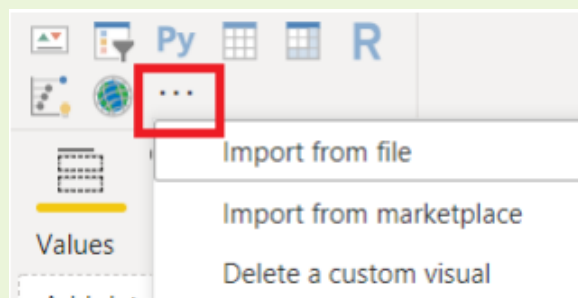 Py R
...
Import from file
Import from marketplace
Values
Delete a custom visual